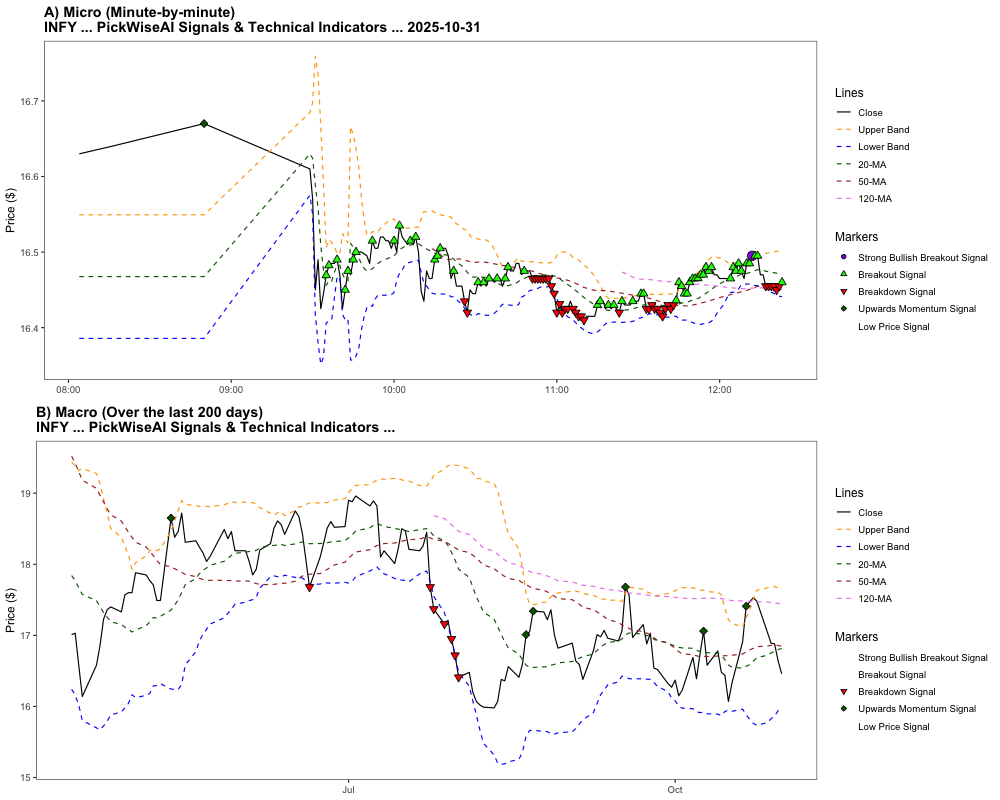 A) Micro (Minute-by-minute)
INFY ... PickWiseAI Signals & Technical Indicators ... 2025-10-31
Price ($)
16.7
16.6
16.5
16.4
08:00
09:00
10:00
11:00
12:00
Lines
Close
Upper Band
Lower Band
20-MA
50-MA
120-MA
Markers
Strong Bullish Breakout Signal
Breakout Signal
Breakdown Signal
Upwards Momentum Signal
Low Price Signal
B) Macro (Over the last 200 days)
INFY ... PickWiseAI Signals & Technical Indicators ...
Price ($)
19
18
17
16
15
Jul
Oct
Lines
Close
Upper Band
Lower Band
20-MA
50-MA
120-MA
Markers
Strong Bullish Breakout Signal
Breakout Signal
Breakdown Signal
Upwards Momentum Signal
Low Price Signal